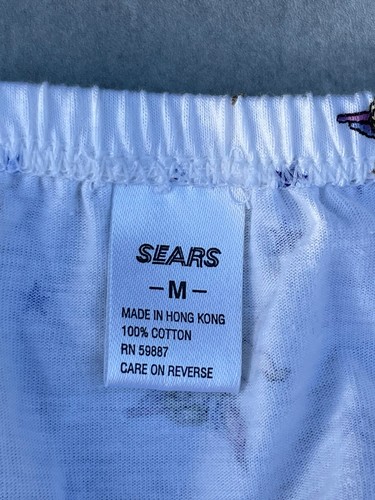 SEARS
- M -
MADE IN HONG KONG
100% COTTON
RN 59887
CARE ON REVERSE